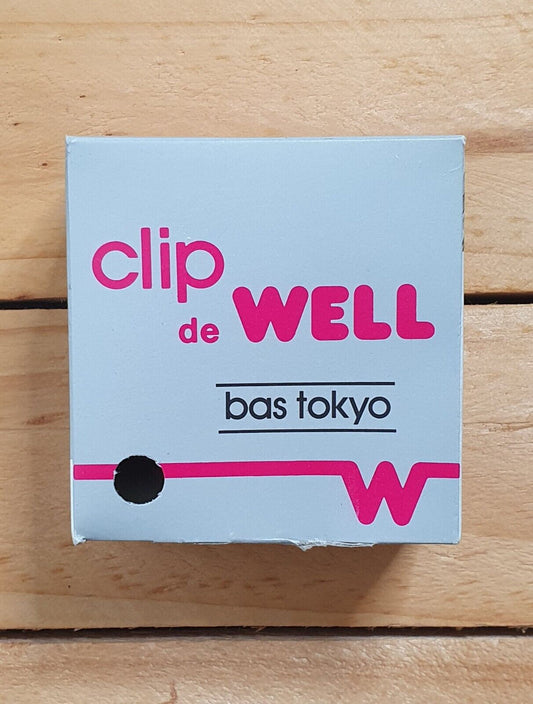 clip
de WELL
bas tokyo
W